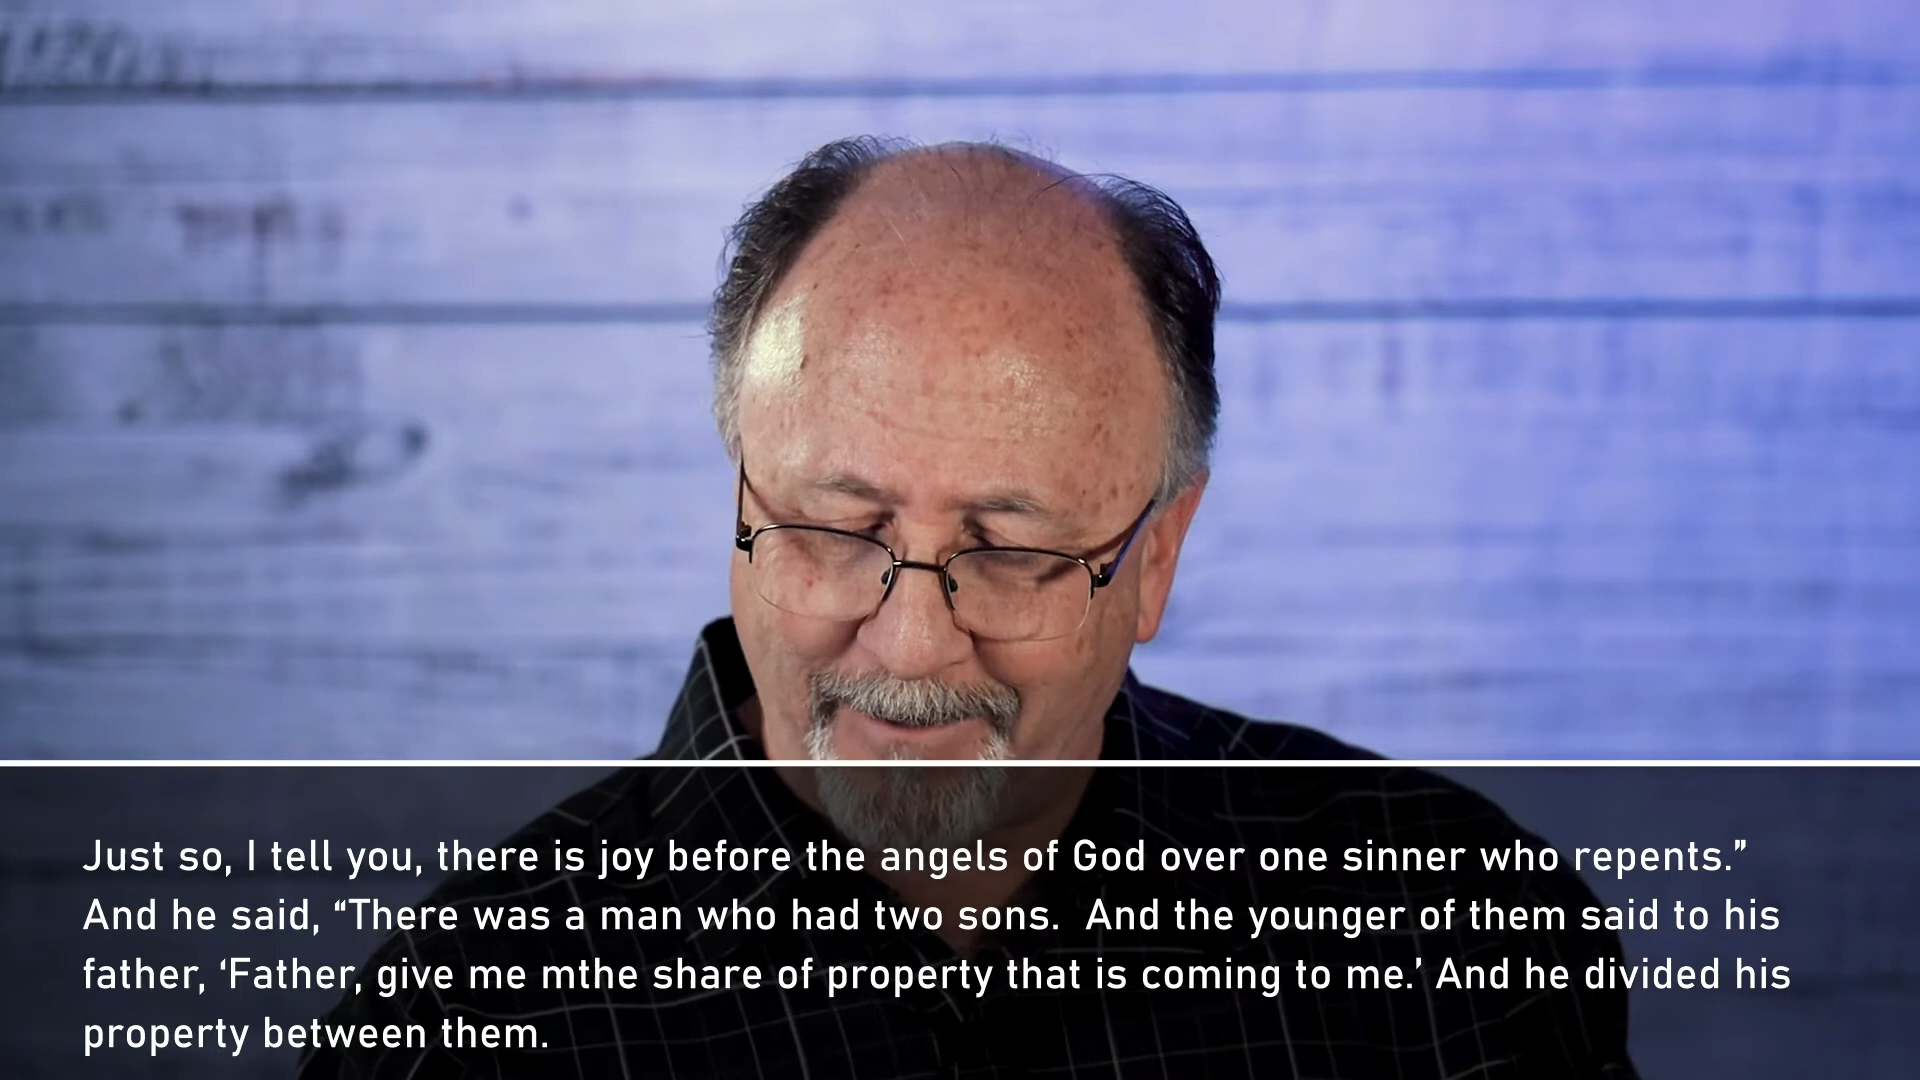 Just so, I tell you, there is joy before the angels of God over one sinner who repents.”
And he said, “There was a man who had two sons.  And the younger of them said to his
father, ‘Father, give me mthe share of property that is coming to me.’ And he divided his
property between them.